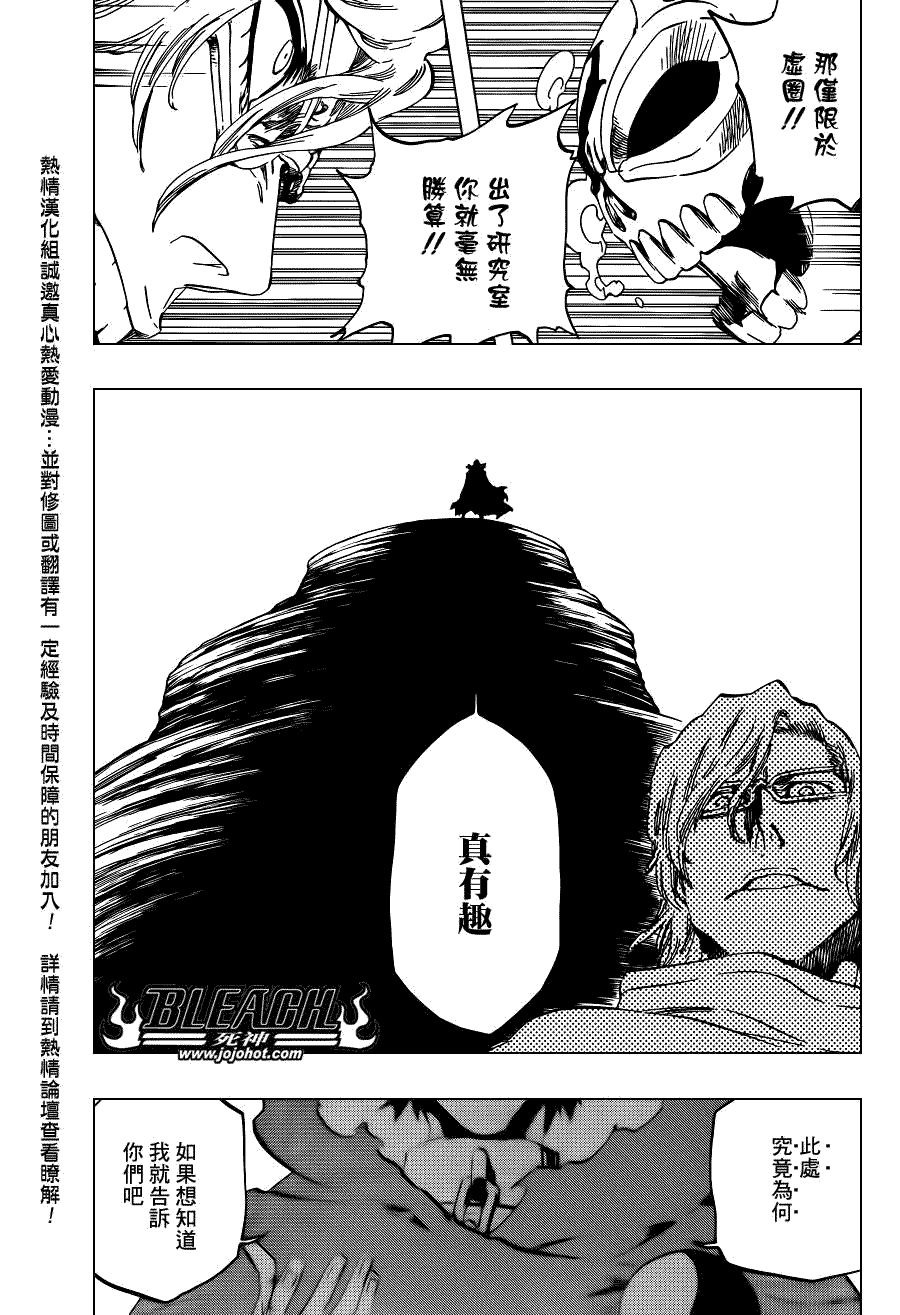 那僅限於
虛圈!!
出了研究室
你就毫無
勝算!!
真有趣
此處
究竟為何
如果想知道
我就告訴
你們吧
BLEACH
死神
www.jojohot.com
熱情漢化組誠邀真心熱愛動漫…並對修圖或翻譯有一定經驗及時間保障的朋友加入！ 詳情請到熱情論壇查看瞭解！